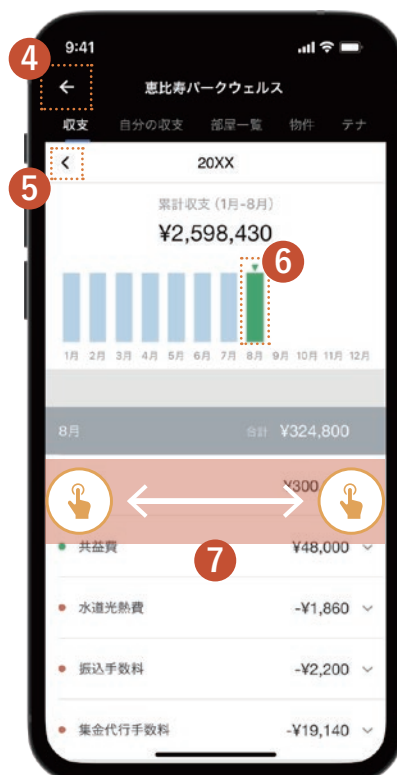 9:41
4
恵比寿パークウェルス
収支 自分の収支 部屋一覧 物件 テナ
5
20XX
累計収支 (1月-8月)
¥2,598,430
6
1月 2月 3月 4月 5月 6月 7月 8月 9月 10月 11月 12月
8月 合計 ¥324,800
¥300
共益費 ¥48,000
7
水道光熱費 -¥1,860
振込手数料 -¥2,200
集金代行手数料 -¥19,140